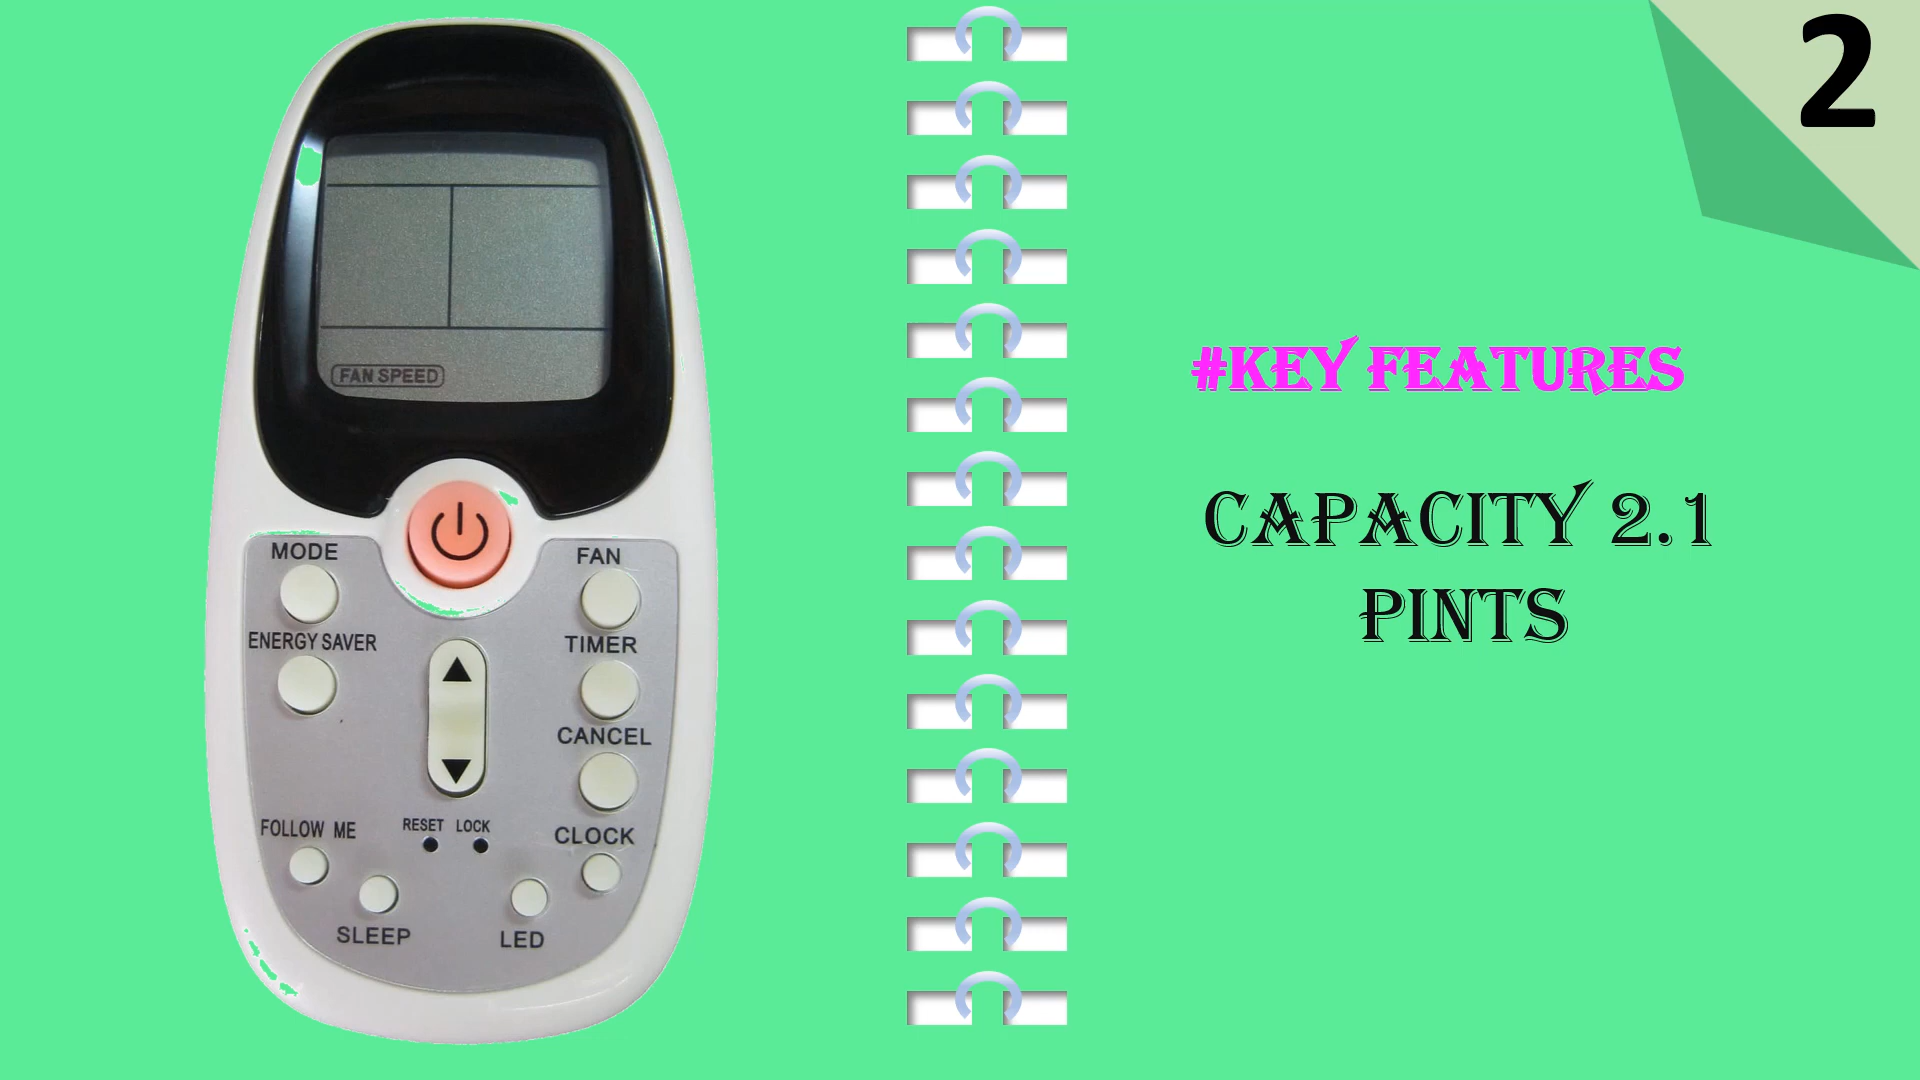 2
FAN SPEED
MODE
FAN
ENERGY SAVER
TIMER
CANCEL
FOLLOW ME
RESET LOCK
CLOCK
SLEEP
LED
#KEY FEATURES
CAPACITY 2.1
PINTS